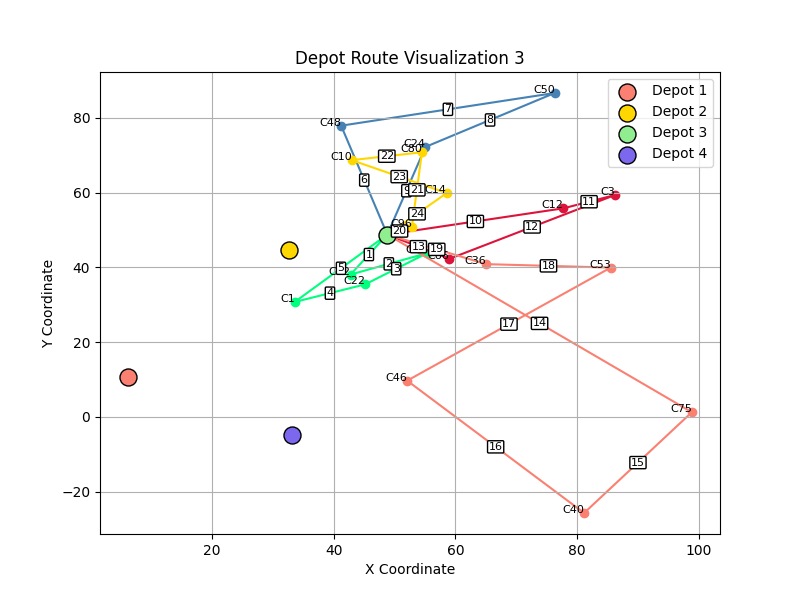 Depot Route Visualization 3
Depot 1
Depot 2
Depot 3
Depot 4
Y Coordinate
80
60
40
20
0
−20
20
40
60
80
100
X Coordinate
C50
C48
C24
C80
C10
C14
C3
C12
C96
C36
C53
C22
C1
C46
C75
C40
7
8
22
23
6
21
24
20
10
11
12
13
19
1
5
2
3
4
18
17
14
16
15